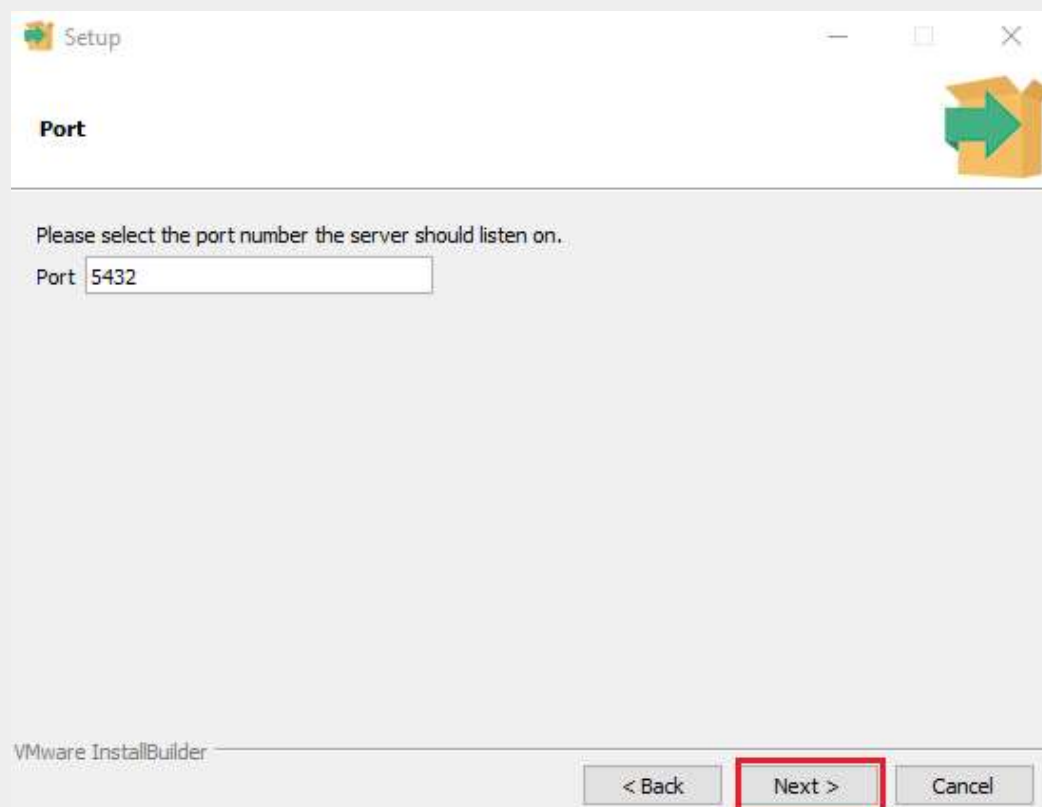 Setup
Port
Please select the port number the server should listen on.
Port 5432
VMware InstallBuilder
< Back Next > Cancel